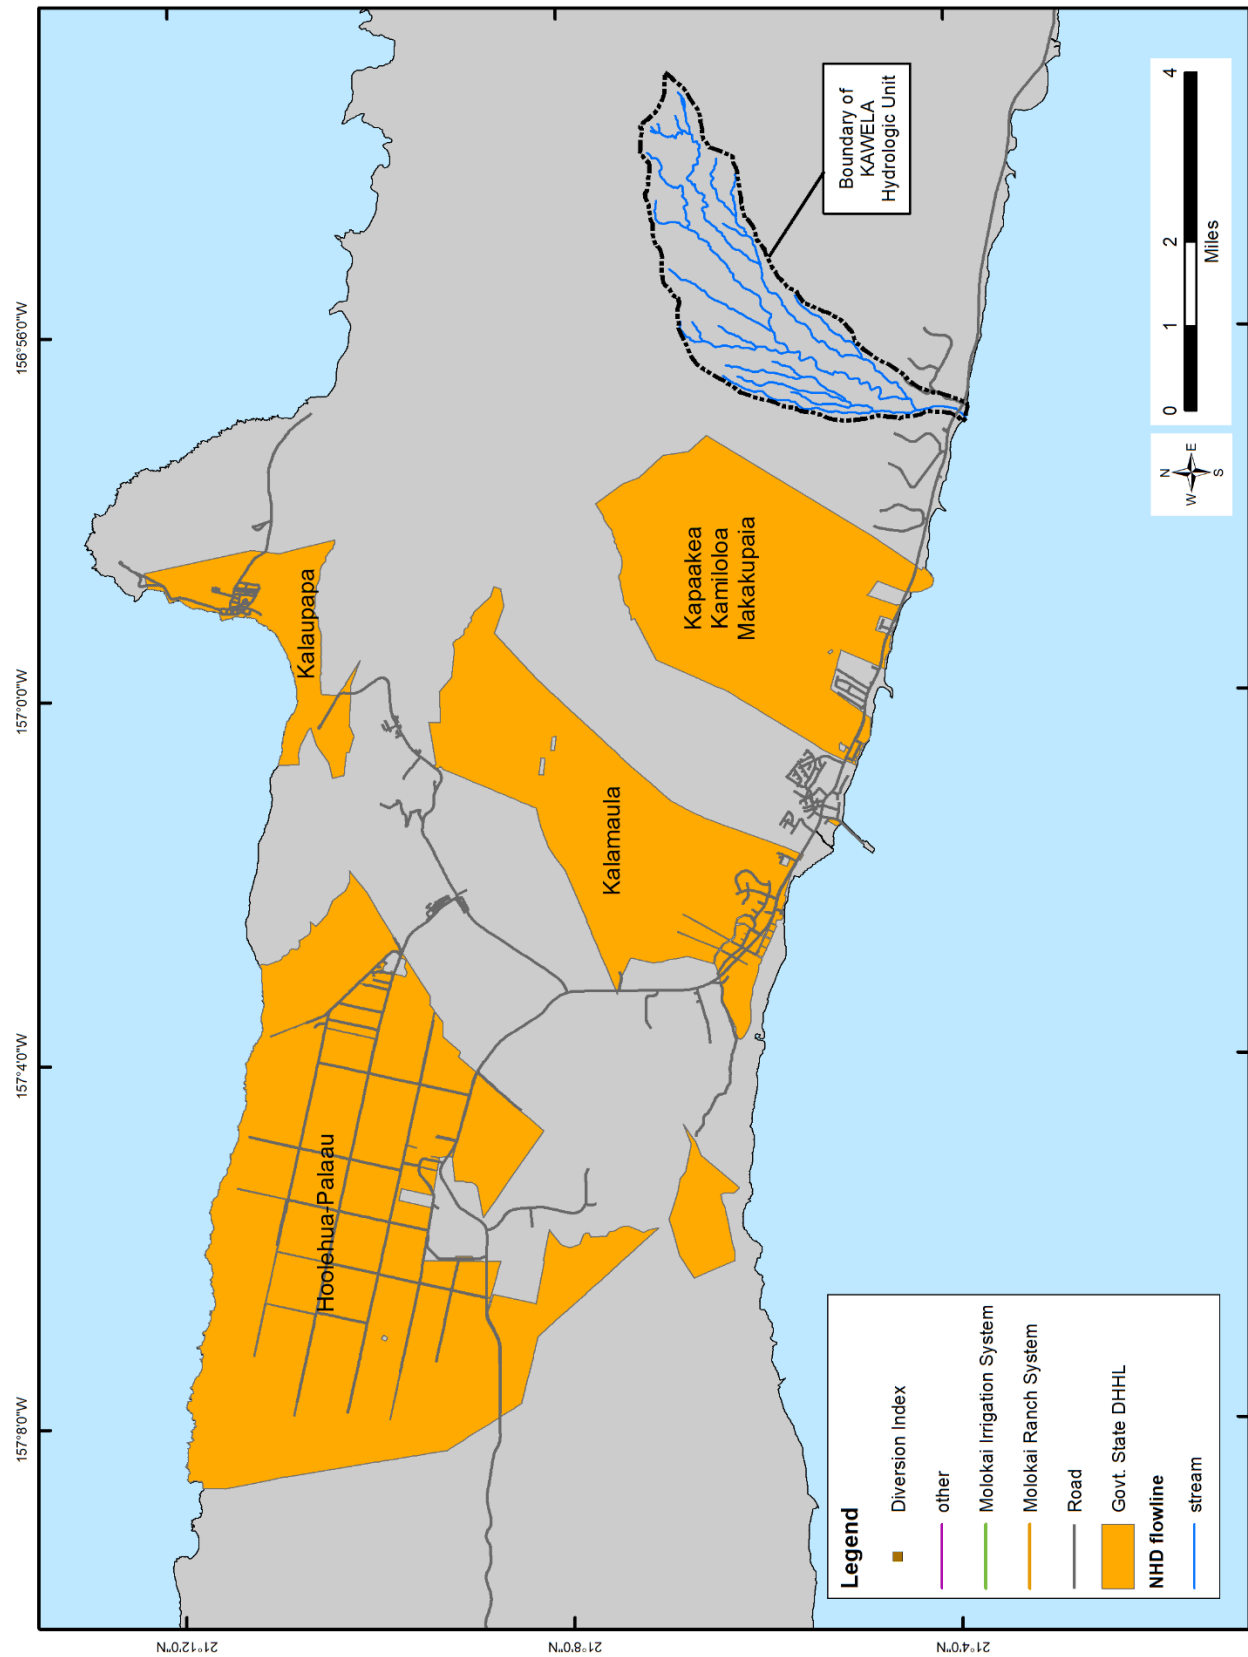 157°8'0"W
157°4'0"W
157°0'0"W
156°56'0"W
21°12'0"N
21°8'0"N
21°4'0"N
Hoolehua-Palaau
Kalaupapa
Kalamaula
Kapaakea
Kamiloloa
Makakupaia
Boundary of
KAWELA
Hydrologic Unit
Legend
Diversion Index
other
Molokai Irrigation System
Molokai Ranch System
Road
Govt. State DHHL
NHD flowline
stream
N
W E
S
0 1 2 4
Miles